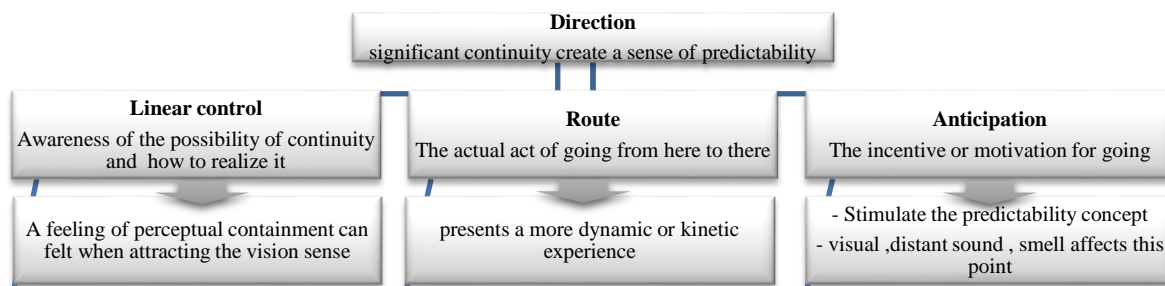 Direction
significant continuity create a sense of predictability
Linear control
Awareness of the possibility of continuity
and how to realize it
Route
The actual act of going from here to there
Anticipation
The incentive or motivation for going
A feeling of perceptual containment can
felt when attracting the vision sense
presents a more dynamic or kinetic
experience
- Stimulate the predictability concept
- visual ,distant sound , smell affects this
point